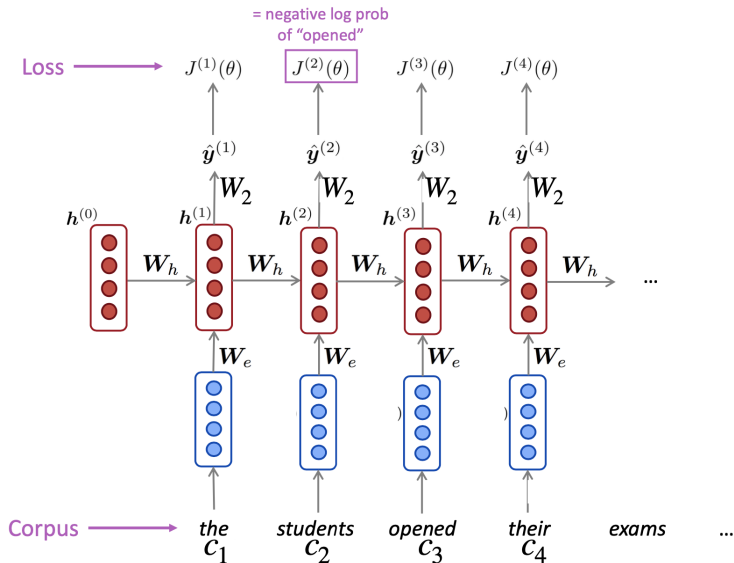 = negative log prob
of “opened”
Loss J⁽¹⁾(θ) J⁽²⁾(θ) J⁽³⁾(θ) J⁽⁴⁾(θ)
ŷ⁽¹⁾ ŷ⁽²⁾ ŷ⁽³⁾ ŷ⁽⁴⁾
W₂ W₂ W₂ W₂
h⁽⁰⁾ h⁽¹⁾ h⁽²⁾ h⁽³⁾ h⁽⁴⁾
Wₕ Wₕ Wₕ Wₕ Wₕ ...
Wₑ Wₑ Wₑ Wₑ
) ) )
Corpus the students opened their exams ...
c₁ c₂ c₃ c₄